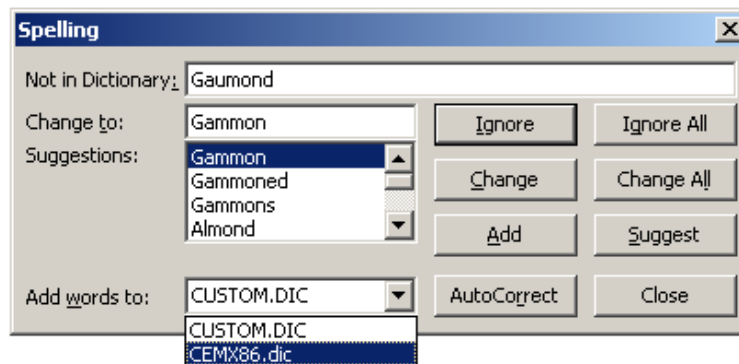 Spelling
Not in Dictionary: Gaumond
Change to: Gammon Ignore Ignore All
Suggestions: Gammon
Gammoned Change Change All
Gammons
Almond Add Suggest
Add words to: CUSTOM.DIC AutoCorrect Close
CUSTOM.DIC
CEMX86.dic